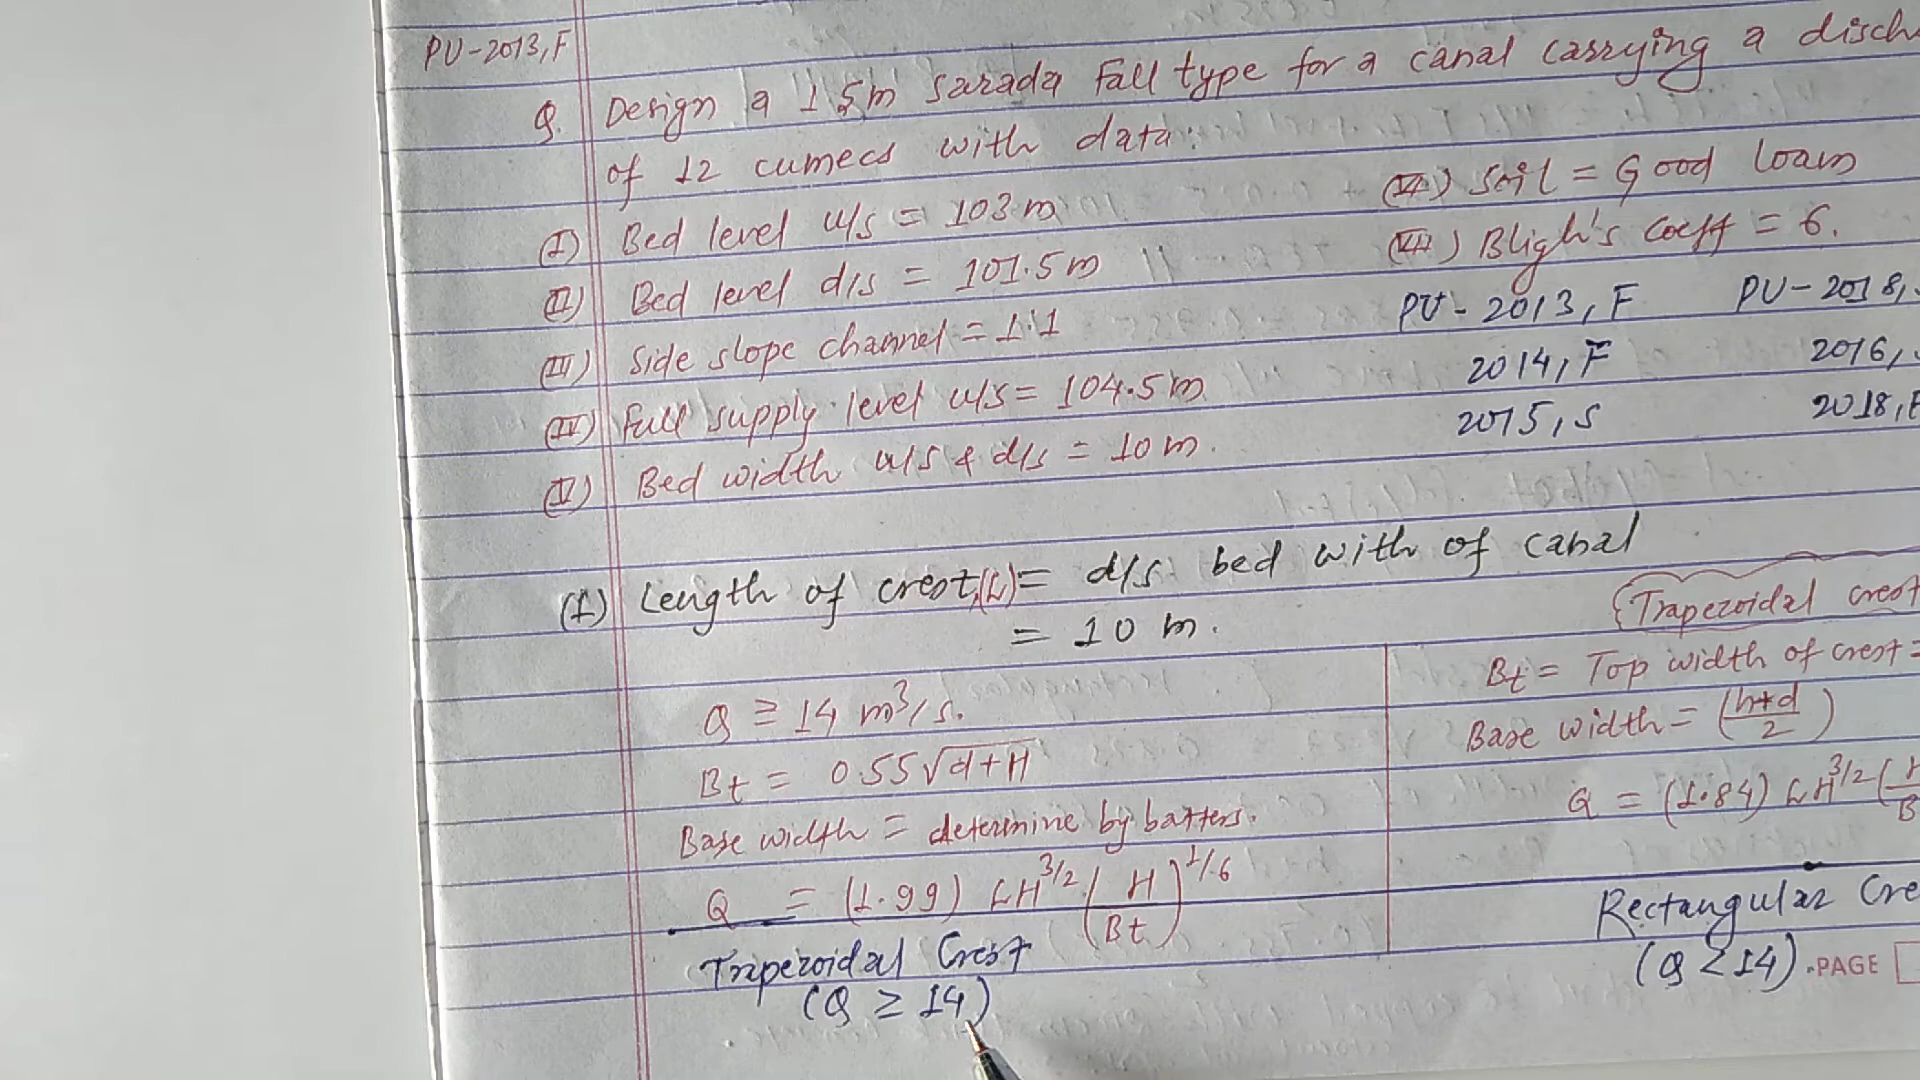 PU-2013,F
Q. Design a 1.5m Sarada Fall type for a canal carrying a
of 12 cumecs with data:
(I) Bed level u/s = 103 m
(II) Bed level d/s = 101.5 m
(III) Side slope channel = 1:1
(IV) Full supply level u/s = 104.5 m
(V) Bed width u/s & d/s = 10 m.
Soil = Good loam
Bligh's Coeff = 6.
PU-2013,F PU-2018,
2014,F 2016,
2015,S 2018,F
(1) Length of crest,(L) = d/s bed with of canal
= 10 m.
Q ≥ 14 m³/s.
Bt = 0.55√d+H
Base width = determine by batters.
Q = (1.99) LH^3/2 (H/Bt)^1/6
Trapezoidal Crest
(Q ≥ 14)
Trapezoidal crest
Bt = Top width of crest =
Base width = (h+d/2)
Q = (1.84) LH^3/2
Rectangular
(Q < 14)
PAGE